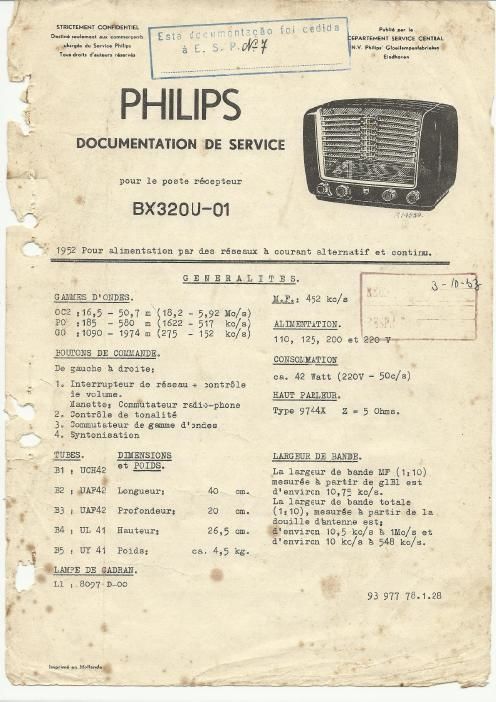 STRICTEMENT CONFIDENTIEL
Destiné seulement aux commerçants
chargés du Service Philips
Tous droits d'auteurs réservés
Esta documentação foi cedida
à E. S. P. Nº 7
Publié par le
DEPARTEMENT SERVICE CENTRAL
N.V. Philips' Gloeilampenfabrieken
Eindhoven
PHILIPS
DOCUMENTATION DE SERVICE
pour le poste récepteur
BX320U-01
1952 Pour alimentation par des réseaux à courant alternatif et continu.
GENERALITES.
3-10-53
GAMMES D'ONDES.
OC2 : 16,5 - 50,7 m (18,2 - 5,92 Mc/s)
PO : 185 - 580 m (1622 - 517 kc/s)
GO : 1090 - 1974 m (275 - 152 kc/s)
BOUTONS DE COMMANDE.
De gauche à droite:
1. Interrupteur de réseau + contrôle
le volume.
Manette: Commutateur radio-phone
2. Contrôle de tonalité
3. Commutateur de gamme d'ondes
4. Syntonisation
M.F.: 452 kc/s
ALIMENTATION.
110, 125, 200 et 220 V
CONSOMMATION
ca. 42 Watt (220V - 50c/s)
HAUT PARLEUR.
Type 9744X Z = 5 Ohms.
TUBES. DIMENSIONS
et POIDS.
B1 : UCH42
B2 : UAF42 Longueur: 40 cm.
B3 : UAF42 Profondeur: 20 cm.
B4 : UL 41 Hauteur: 26,5 cm.
B5 : UY 41 Poids: ca. 4,5 kg.
LAMPE DE CADRAN.
L1 : 8097 D-00
LARGEUR DE BANDE.
La largeur de bande MF (1:10)
mesurée à partir de g1B1 est
d'environ 10,75 kc/s.
La largeur de bande totale
(1:10), mesurée à partir de la
douille d'antenne est:
d'environ 10,5 kc/s à 1Mc/s et
d'environ 10 kc/s à 548 kc/s.
93 977 78.1.28
Imprimé en Hollande